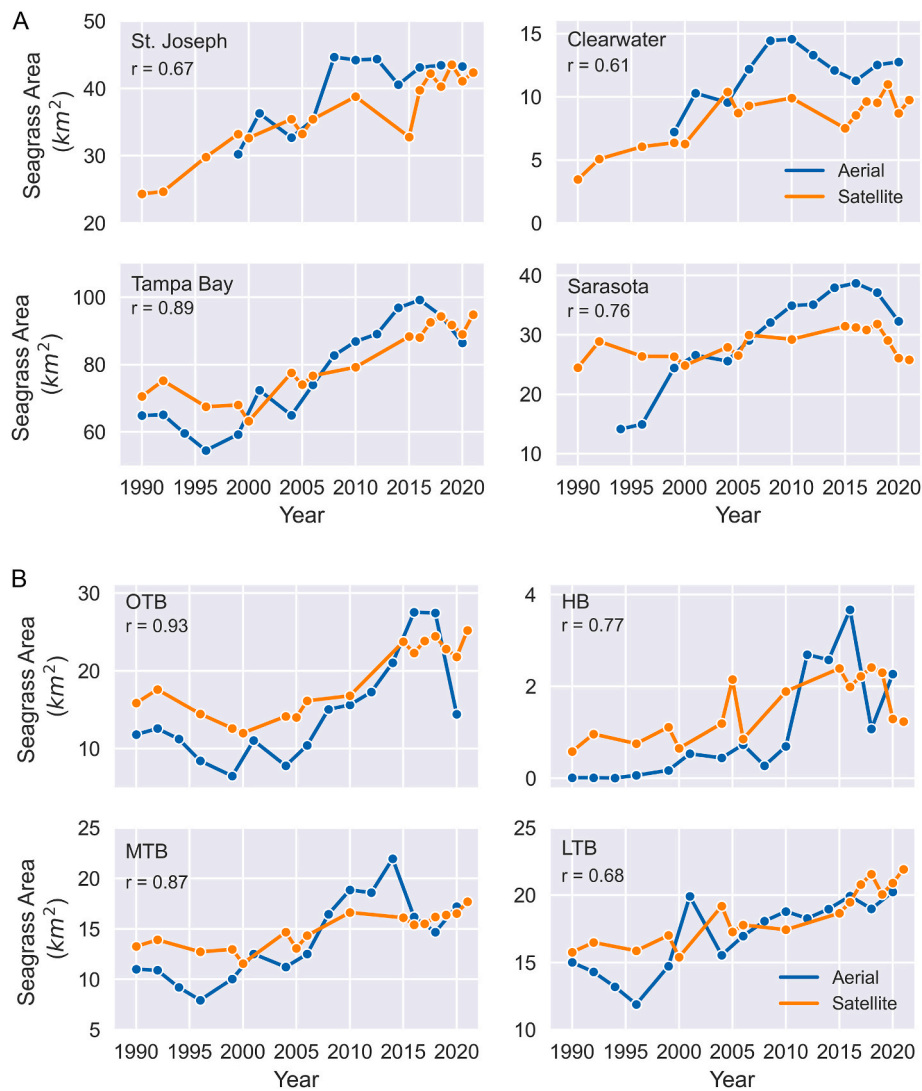 A
St. Joseph
r = 0.67
Seagrass Area
(km²)
50
40
30
20
Clearwater
r = 0.61
15
10
5
0
Aerial
Satellite
Tampa Bay
r = 0.89
Seagrass Area
(km²)
100
80
60
1990 1995 2000 2005 2010 2015 2020
Year
Sarasota
r = 0.76
40
30
20
10
1990 1995 2000 2005 2010 2015 2020
Year
B
OTB
r = 0.93
Seagrass Area
(km²)
30
20
10
HB
r = 0.77
4
2
0
MTB
r = 0.87
Seagrass Area
(km²)
25
20
15
10
5
1990 1995 2000 2005 2010 2015 2020
Year
LTB
r = 0.68
25
20
15
10
Aerial
Satellite
1990 1995 2000 2005 2010 2015 2020
Year